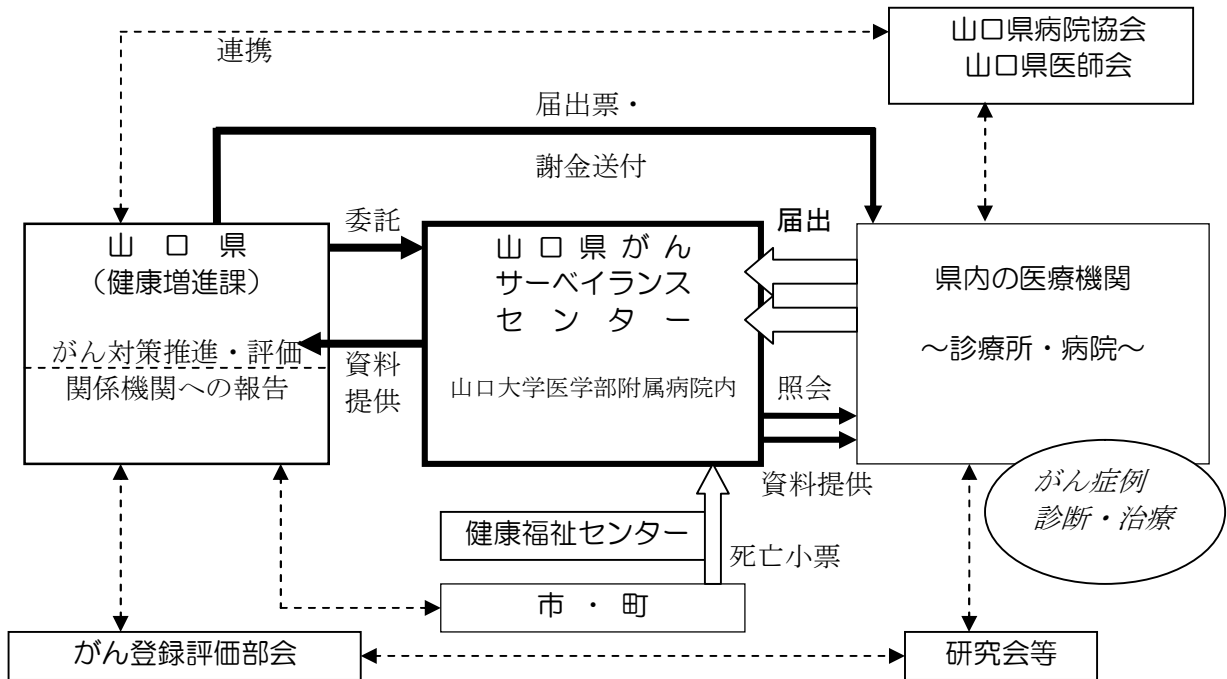 山口県病院協会
山口県医師会
連携
届出票・
謝金送付
山口県
（健康増進課）
がん対策推進・評価
関係機関への報告
委託
資料
提供
山口県がん
サーベイランス
センター
山口大学医学部附属病院内
届出
照会
資料提供
県内の医療機関
～診療所・病院～
がん症例
診断・治療
健康福祉センター
死亡小票
市・町
がん登録評価部会
研究会等